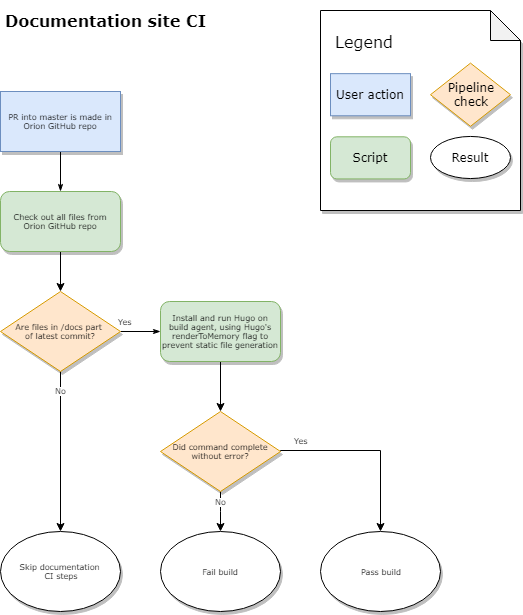 Documentation site CI
Legend
User action
Pipeline
check
Script
Result
PR into master is made in
Orion GitHub repo
Check out all files from
Orion GitHub repo
Are files in /docs part
of latest commit?
Yes
Install and run Hugo on
build agent, using Hugo's
renderToMemory flag to
prevent static file generation
No
Did command complete
without error?
Yes
No
Skip documentation
CI steps
Fail build
Pass build